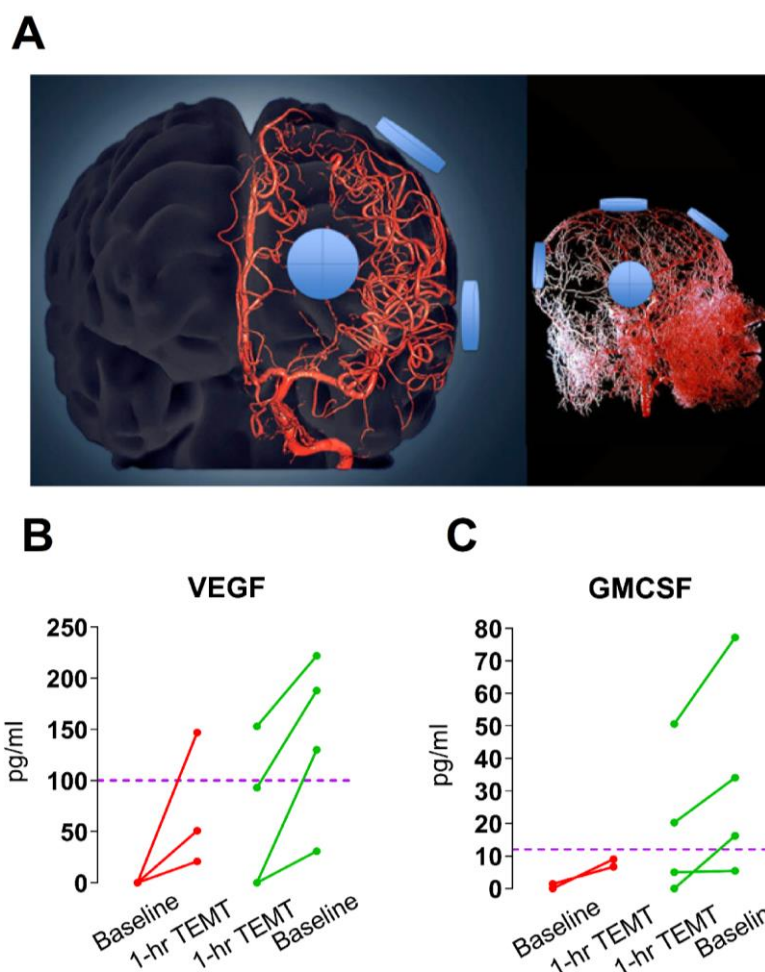 A
B
VEGF
pg/ml
250
200
150
100
50
0
Baseline
1-hr TEMT
1-hr TEMT
Baseline
C
GMCSF
pg/ml
80
70
60
50
40
30
20
10
0
Baseline
1-hr TEMT
1-hr TEMT
Baseline